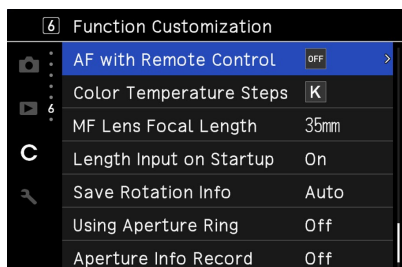 6 Function Customization
AF with Remote Control OFF >
Color Temperature Steps K
6
MF Lens Focal Length 35mm
C
Length Input on Startup On
Save Rotation Info Auto
Using Aperture Ring Off
Aperture Info Record Off